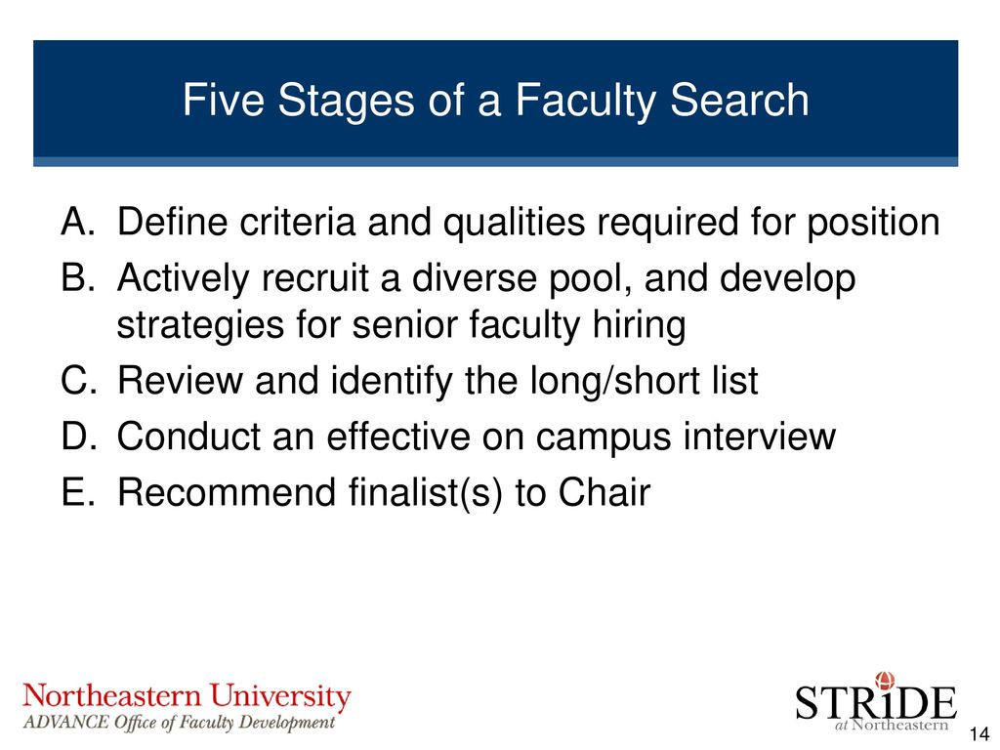 Five Stages of a Faculty Search
A. Define criteria and qualities required for position
B. Actively recruit a diverse pool, and develop
strategies for senior faculty hiring
C. Review and identify the long/short list
D. Conduct an effective on campus interview
E. Recommend finalist(s) to Chair
Northeastern University
ADVANCE Office of Faculty Development
STRiDE
at Northeastern
14